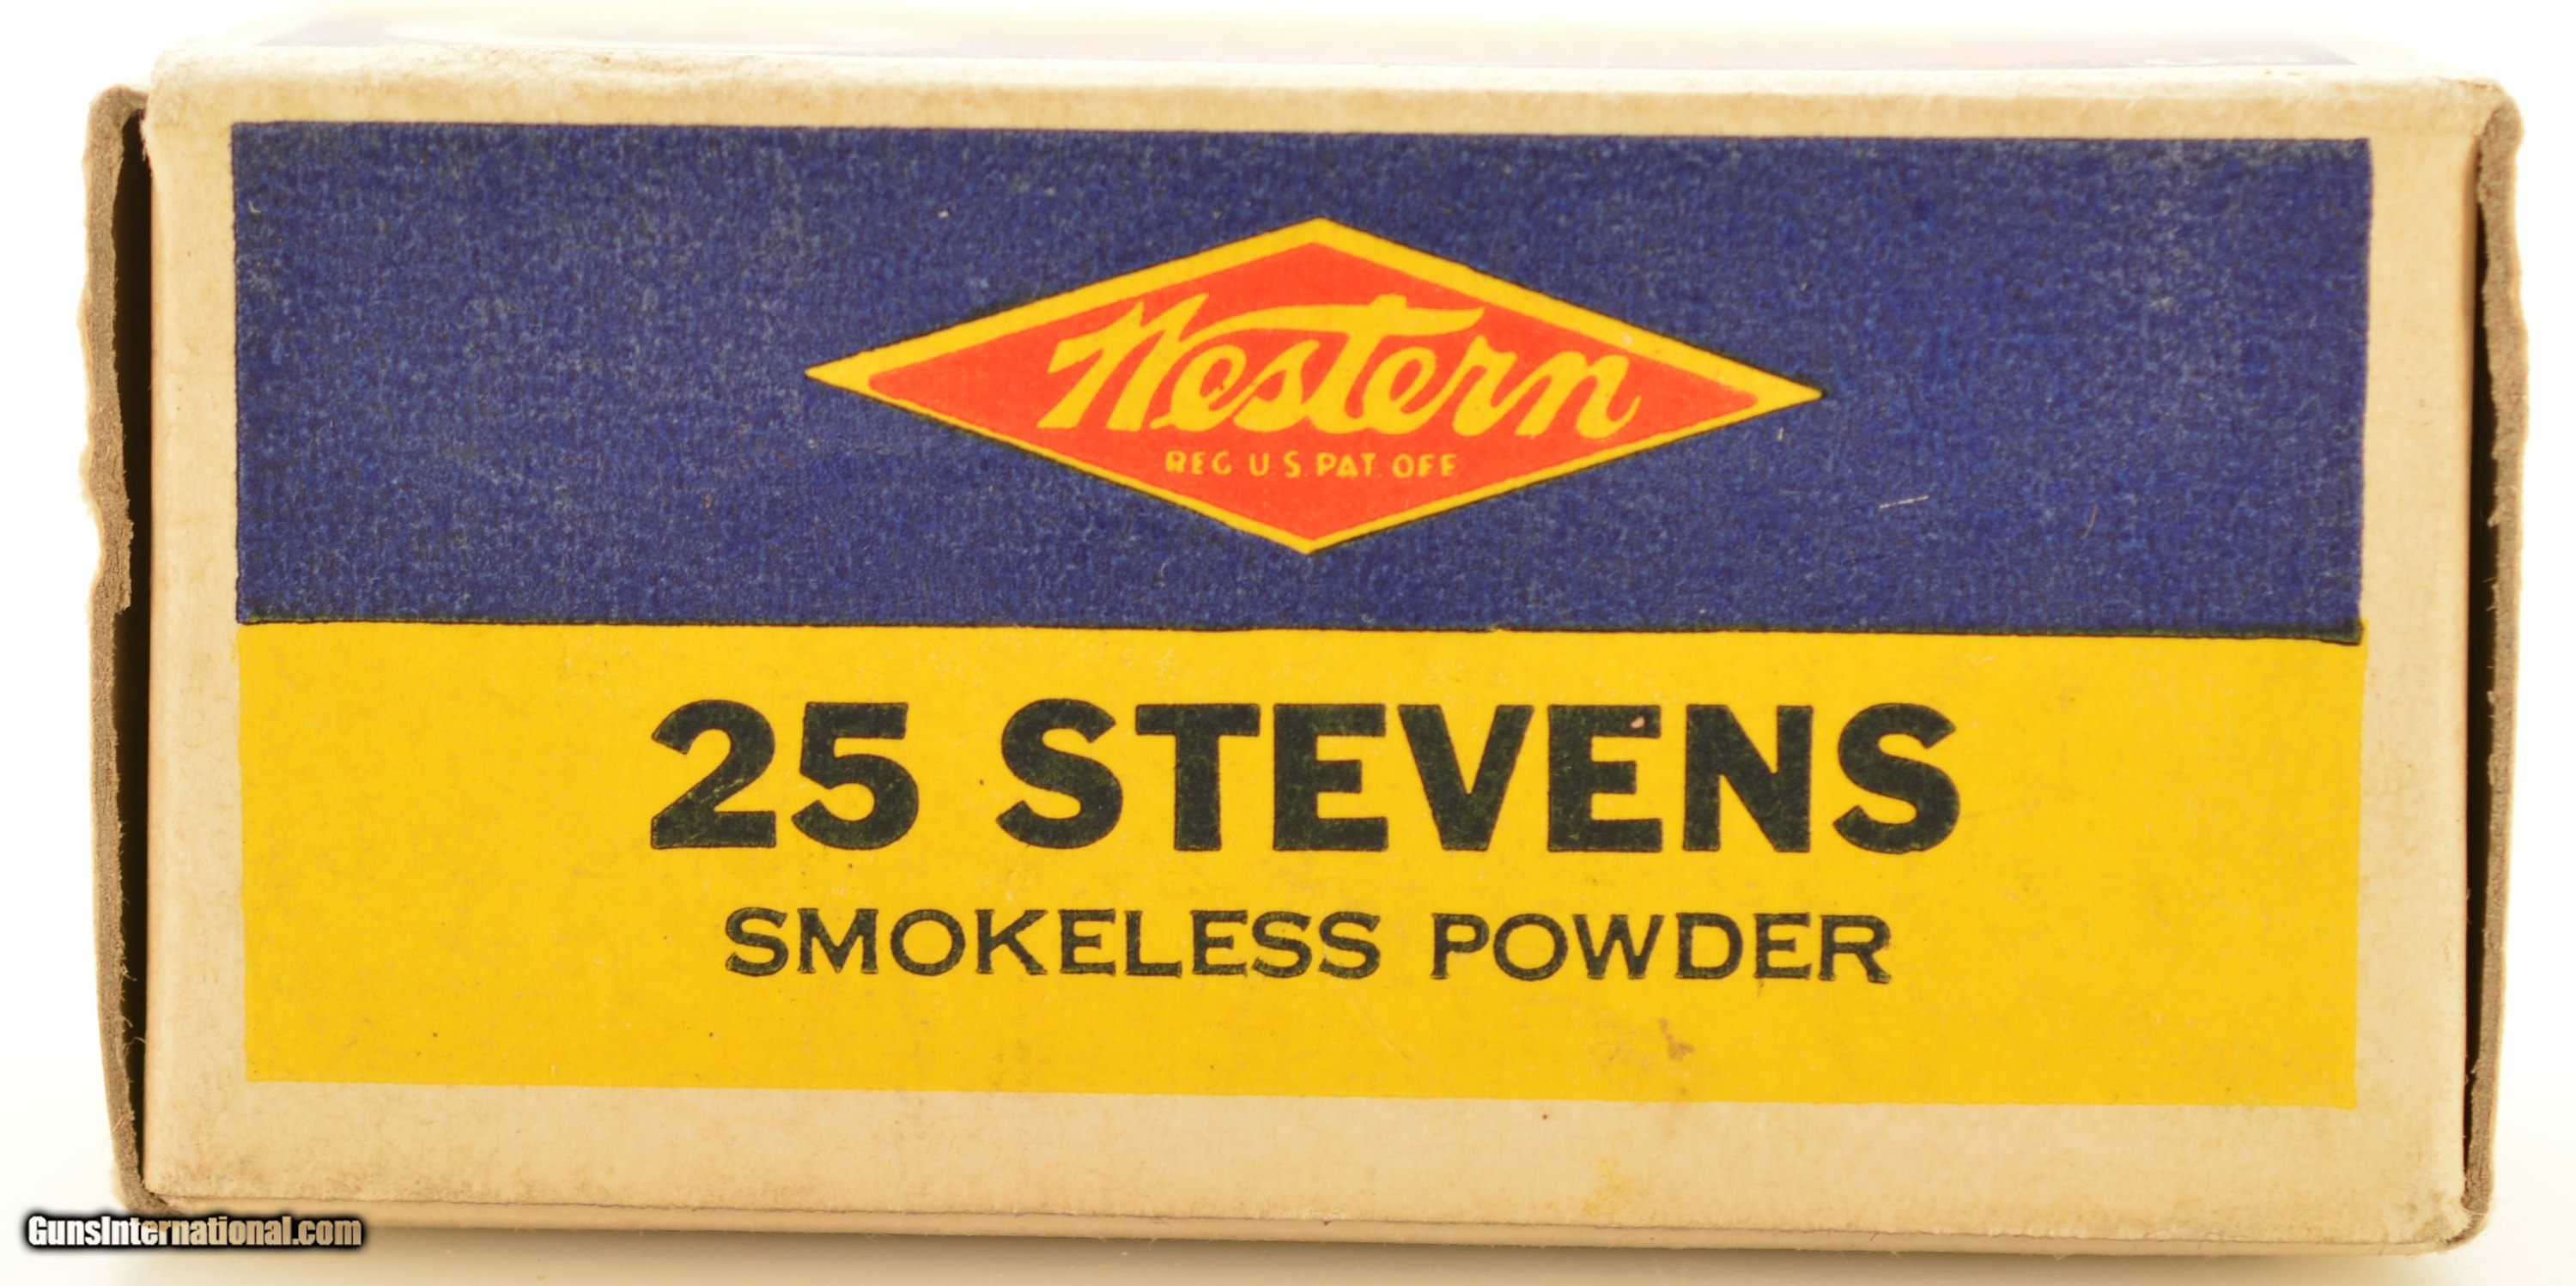 Western
REG U.S. PAT. OFF
25 STEVENS
SMOKELESS POWDER
GunsInternational.com